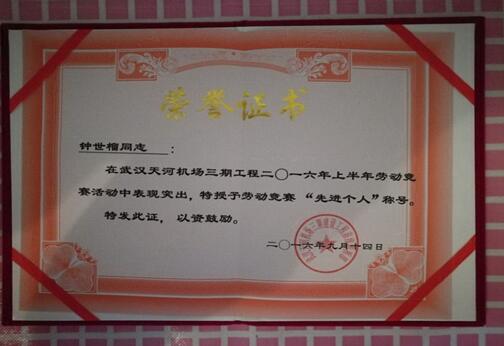 荣誉证书
钟世榴同志：
在武汉天河机场三期工程二〇一六年上半年劳动竞
赛活动中表现突出，特授予劳动竞赛“先进个人”称号。
特发此证，以资鼓励。
二〇一六年九月十四日